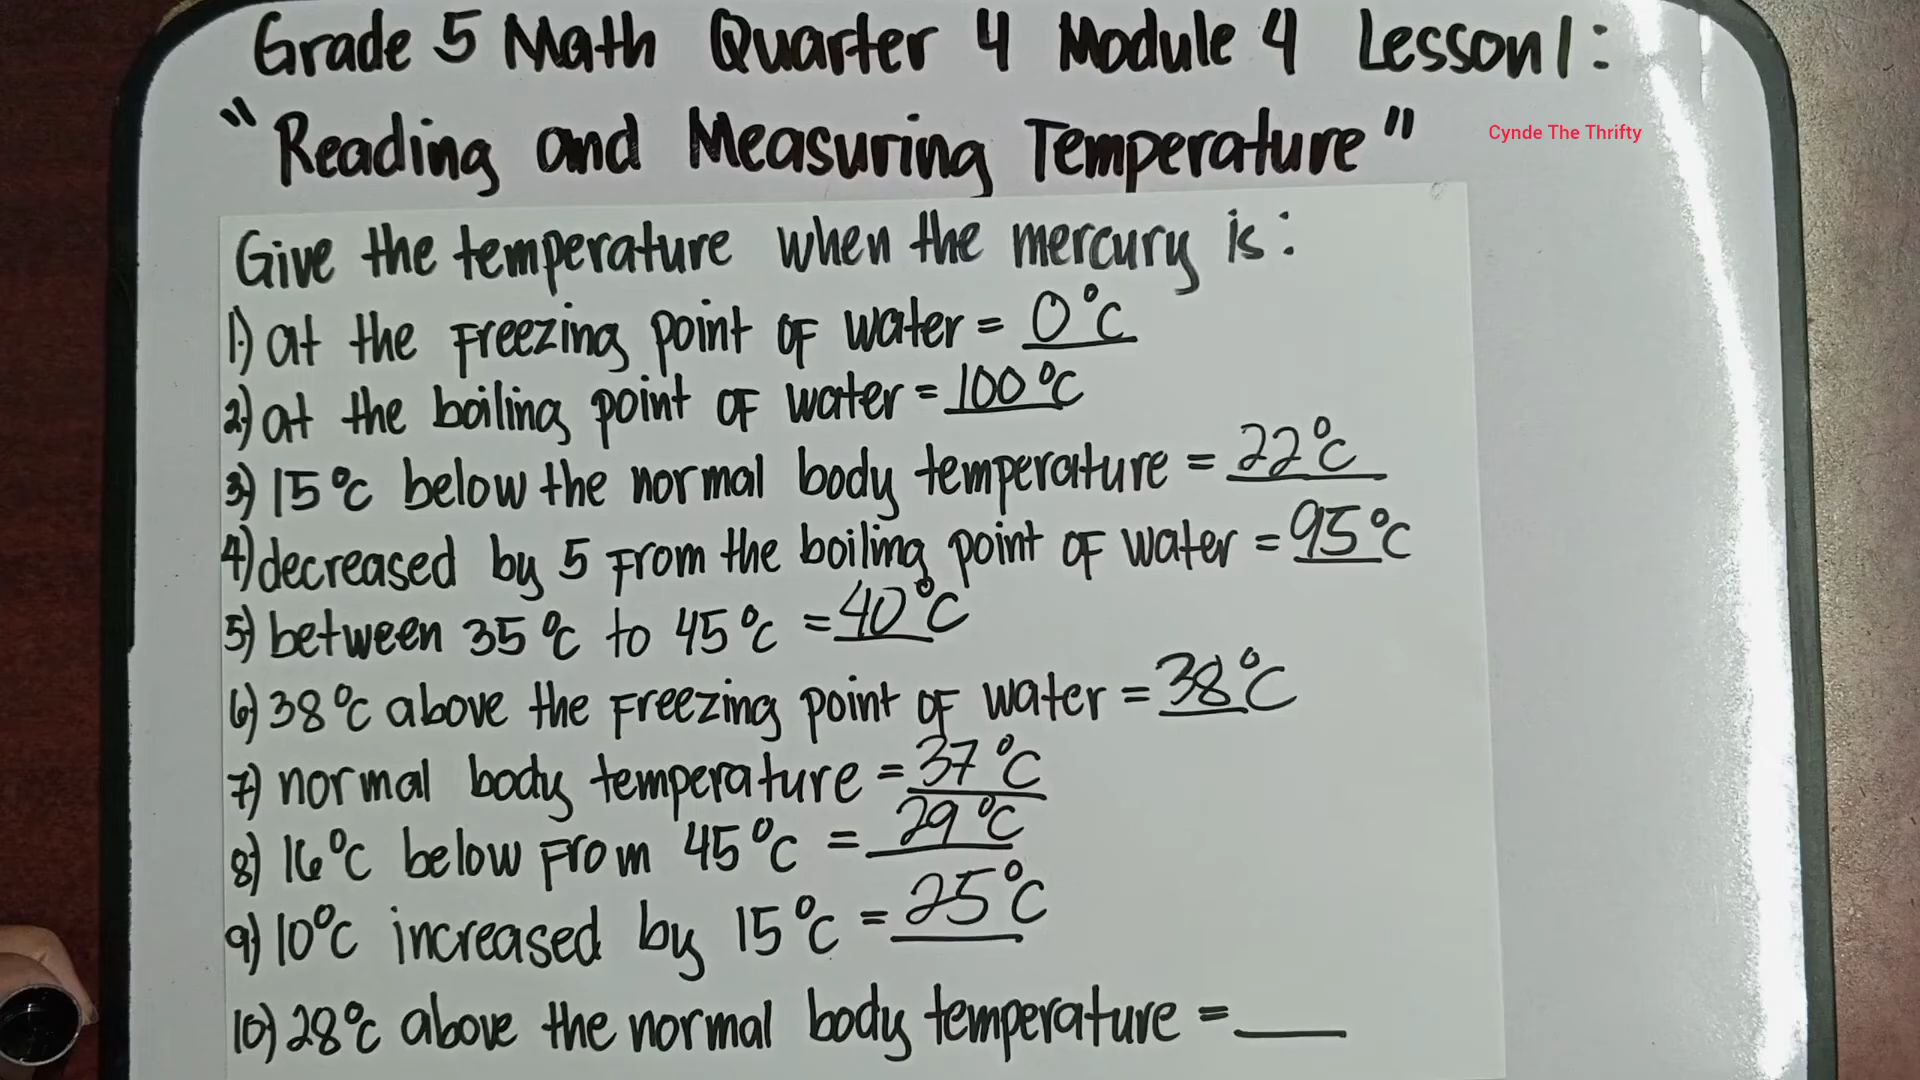 Grade 5 Math Quarter 4 Module 4 Lesson 1:
"Reading and Measuring Temperature"
Cynde The Thrifty
Give the temperature when the mercury is:
1) at the freezing point of water = 0°C
2) at the boiling point of water = 100°C
3) 15°C below the normal body temperature = 22°C
4) decreased by 5 from the boiling point of water = 95°C
5) between 35°C to 45°C = 40°C
6) 38°C above the freezing point of water = 38°C
7) normal body temperature = 37°C
8) 16°C below from 45°C = 29°C
9) 10°C increased by 15°C = 25°C
10) 28°C above the normal body temperature = ____